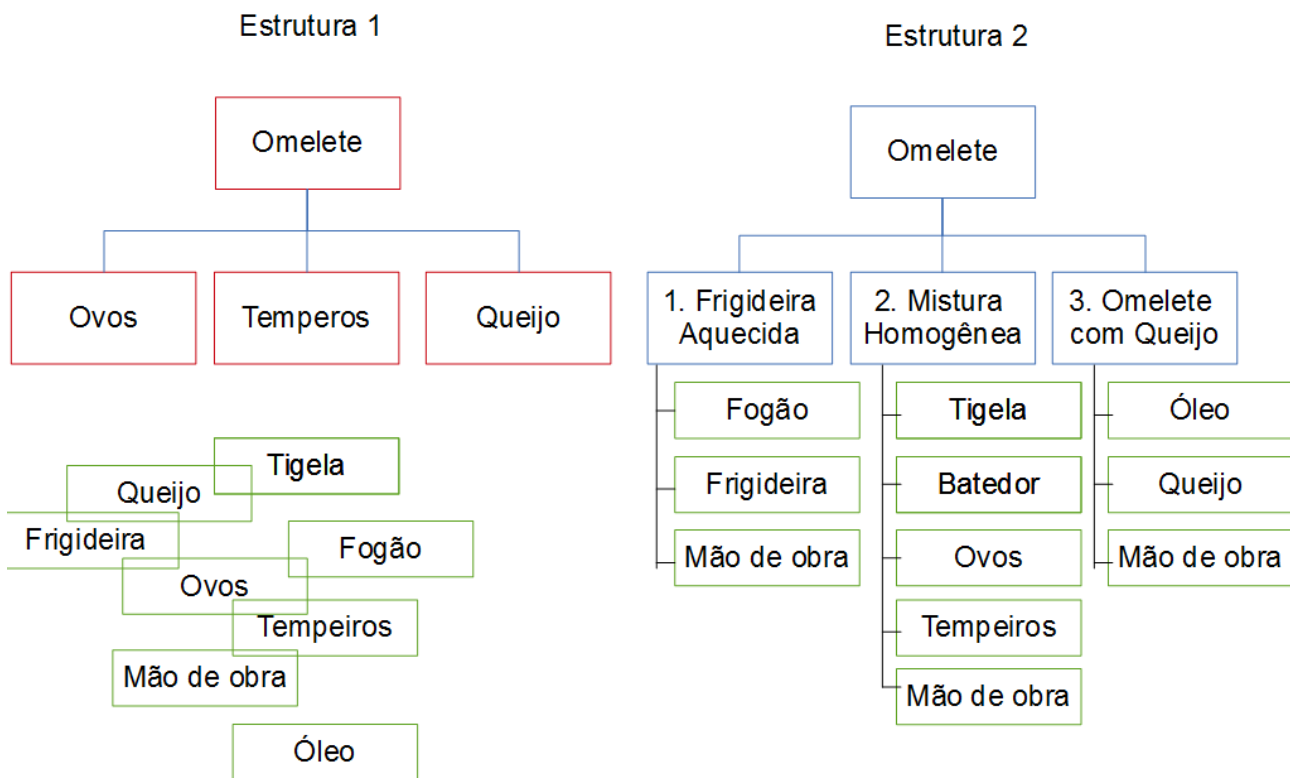 Estrutura 1
Omelete
Ovos
Temperos
Queijo
Tigela
Queijo
Frigideira
Fogão
Ovos
Tempeiros
Mão de obra
Óleo
Estrutura 2
Omelete
1. Frigideira
Aquecida
Fogão
Frigideira
Mão de obra
2. Mistura
Homogênea
Tigela
Batedor
Ovos
Tempeiros
Mão de obra
3. Omelete
com Queijo
Óleo
Queijo
Mão de obra